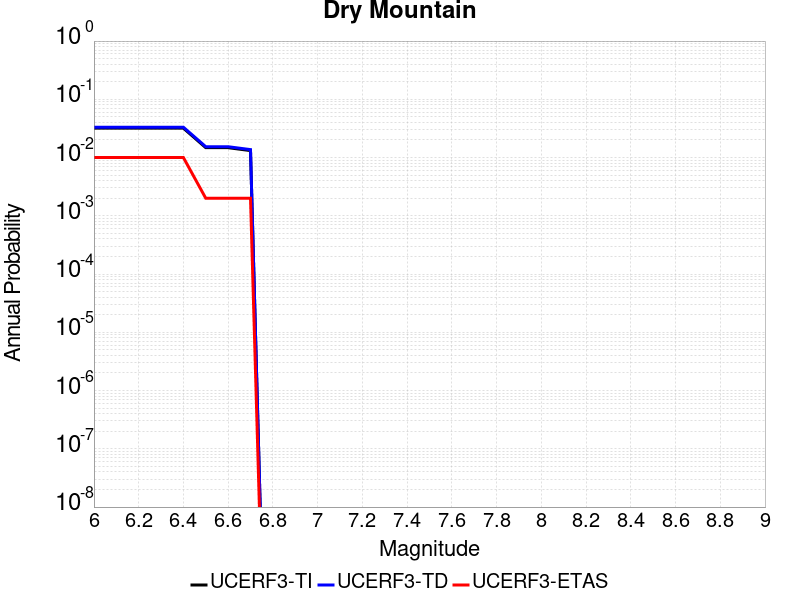 Dry Mountain
10^0
10^-1
10^-2
10^-3
10^-4
10^-5
10^-6
10^-7
10^-8
Annual Probability
6 6.2 6.4 6.6 6.8 7 7.2 7.4 7.6 7.8 8 8.2 8.4 8.6 8.8 9
Magnitude
UCERF3-TI UCERF3-TD UCERF3-ETAS